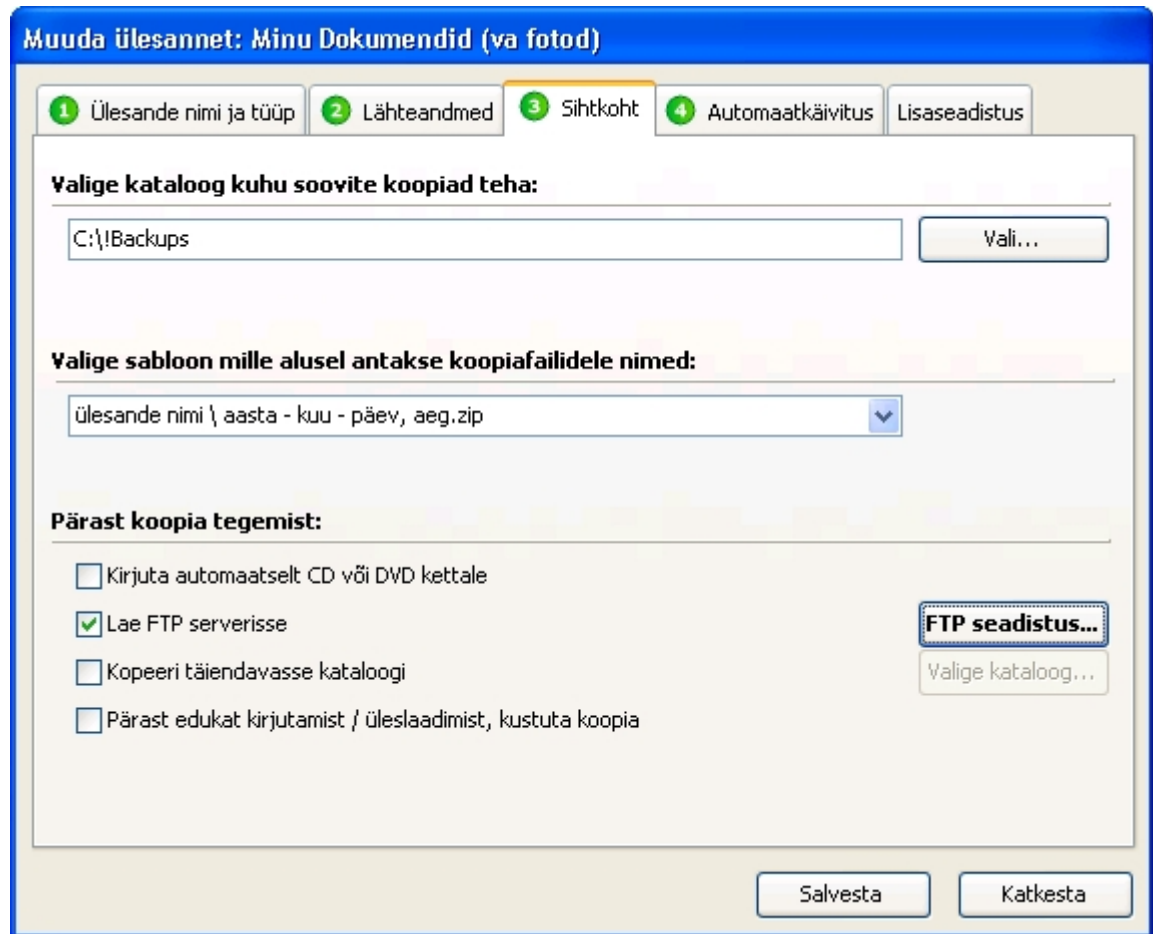 Muuda ülesannet: Minu Dokumendid (va fotod)
1 Ülesande nimi ja tüüp 2 Lähteandmed 3 Sihtkoht 4 Automaatkäivitus Lisaseadistus
Valige kataloog kuhu soovite koopiad teha:
C:\!Backups Vali...
Valige sabloon mille alusel antakse koopiafailidele nimed:
ülesande nimi \ aasta - kuu - päev, aeg.zip
Pärast koopia tegemist:
Kirjuta automaatselt CD või DVD kettale
Lae FTP serverisse FTP seadistus...
Kopeeri täiendavasse kataloogi Valige kataloog...
Pärast edukat kirjutamist / üleslaadimist, kustuta koopia
Salvesta Katkesta